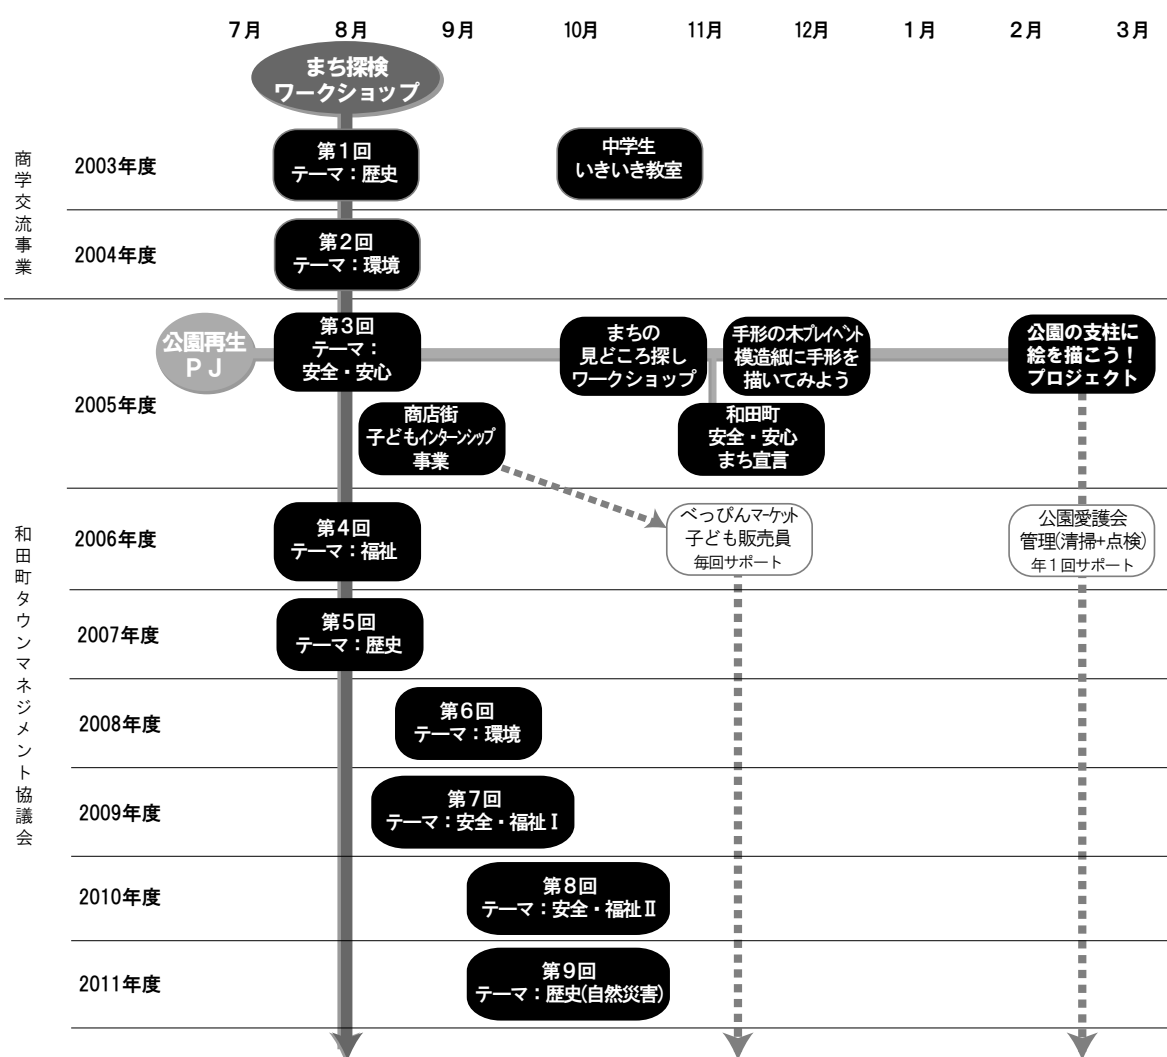 7月 8月 9月 10月 11月 12月 1月 2月 3月
まち探検
ワークショップ
商学交流事業
2003年度
第1回
テーマ：歴史
中学生
いきいき教室
2004年度
第2回
テーマ：環境
和田町タウンマネジメント協議会
公園再生
PJ
2005年度
第3回
テーマ：
安全・安心
まちの
見どころ探し
ワークショップ
手形の木プレイベント
模造紙に手形を
描いてみよう
公園の支柱に
絵を描こう！
プロジェクト
商店街
子どもインターンシップ
事業
和田町
安全・安心
まち宣言
2006年度
第4回
テーマ：福祉
べっぴんマーケット
子ども販売員
毎回サポート
公園愛護会
管理(清掃+点検)
年1回サポート
2007年度
第5回
テーマ：歴史
2008年度
第6回
テーマ：環境
2009年度
第7回
テーマ：安全・福祉Ⅰ
2010年度
第8回
テーマ：安全・福祉Ⅱ
2011年度
第9回
テーマ：歴史(自然災害)